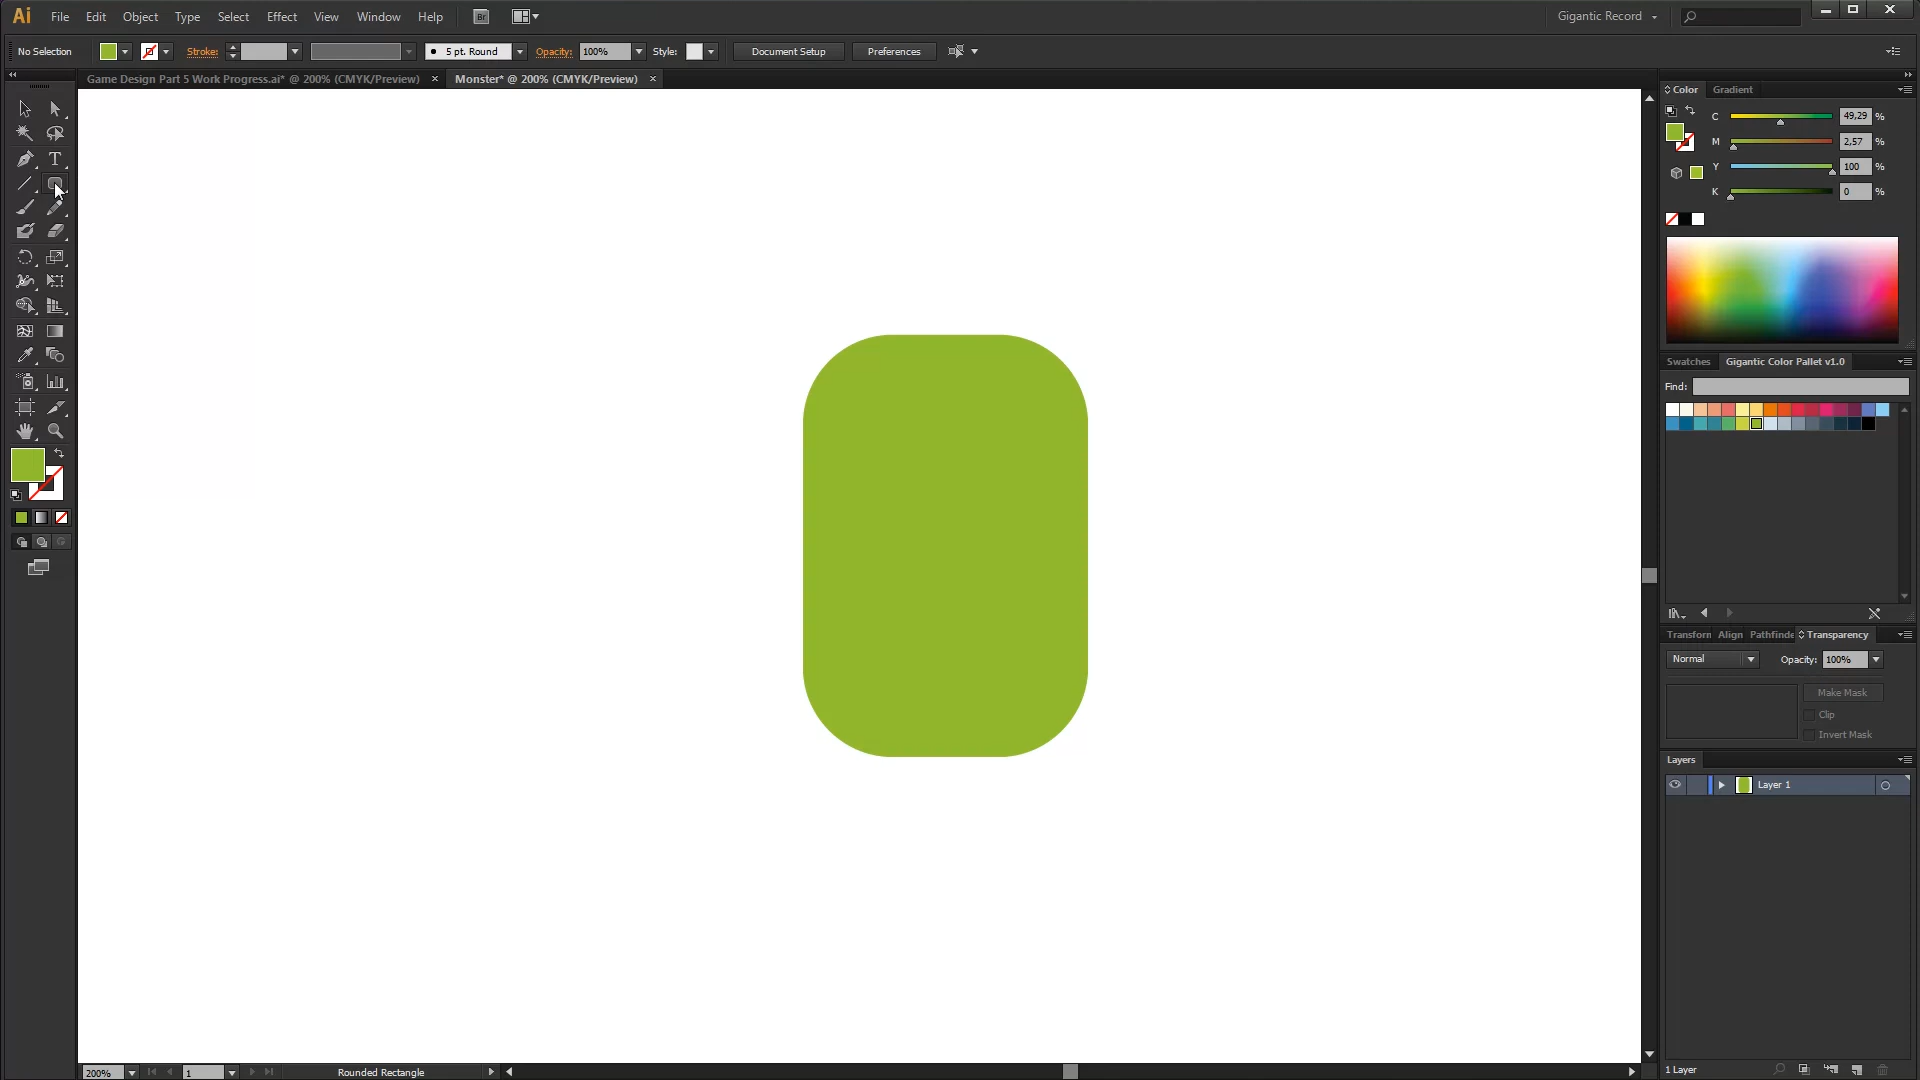 Ai File Edit Object Type Select Effect View Window Help Br Gigantic Record
No Selection Stroke: 5 pt. Round Opacity: 100% Style: Document Setup Preferences
Game Design Part 5 Work Progress.ai* @ 200% (CMYK/Preview) × Monster* @ 200% (CMYK/Preview) ×
Color Gradient
C 49,29 %
M 2,57 %
Y 100 %
K 0 %
T
Swatches Gigantic Color Pallet v1.0
Find:
Transform Align Pathfinde Transparency
Normal Opacity: 100%
Make Mask
Clip
Invert Mask
Layers
Layer 1
1 Layer
200% 1 Rounded Rectangle